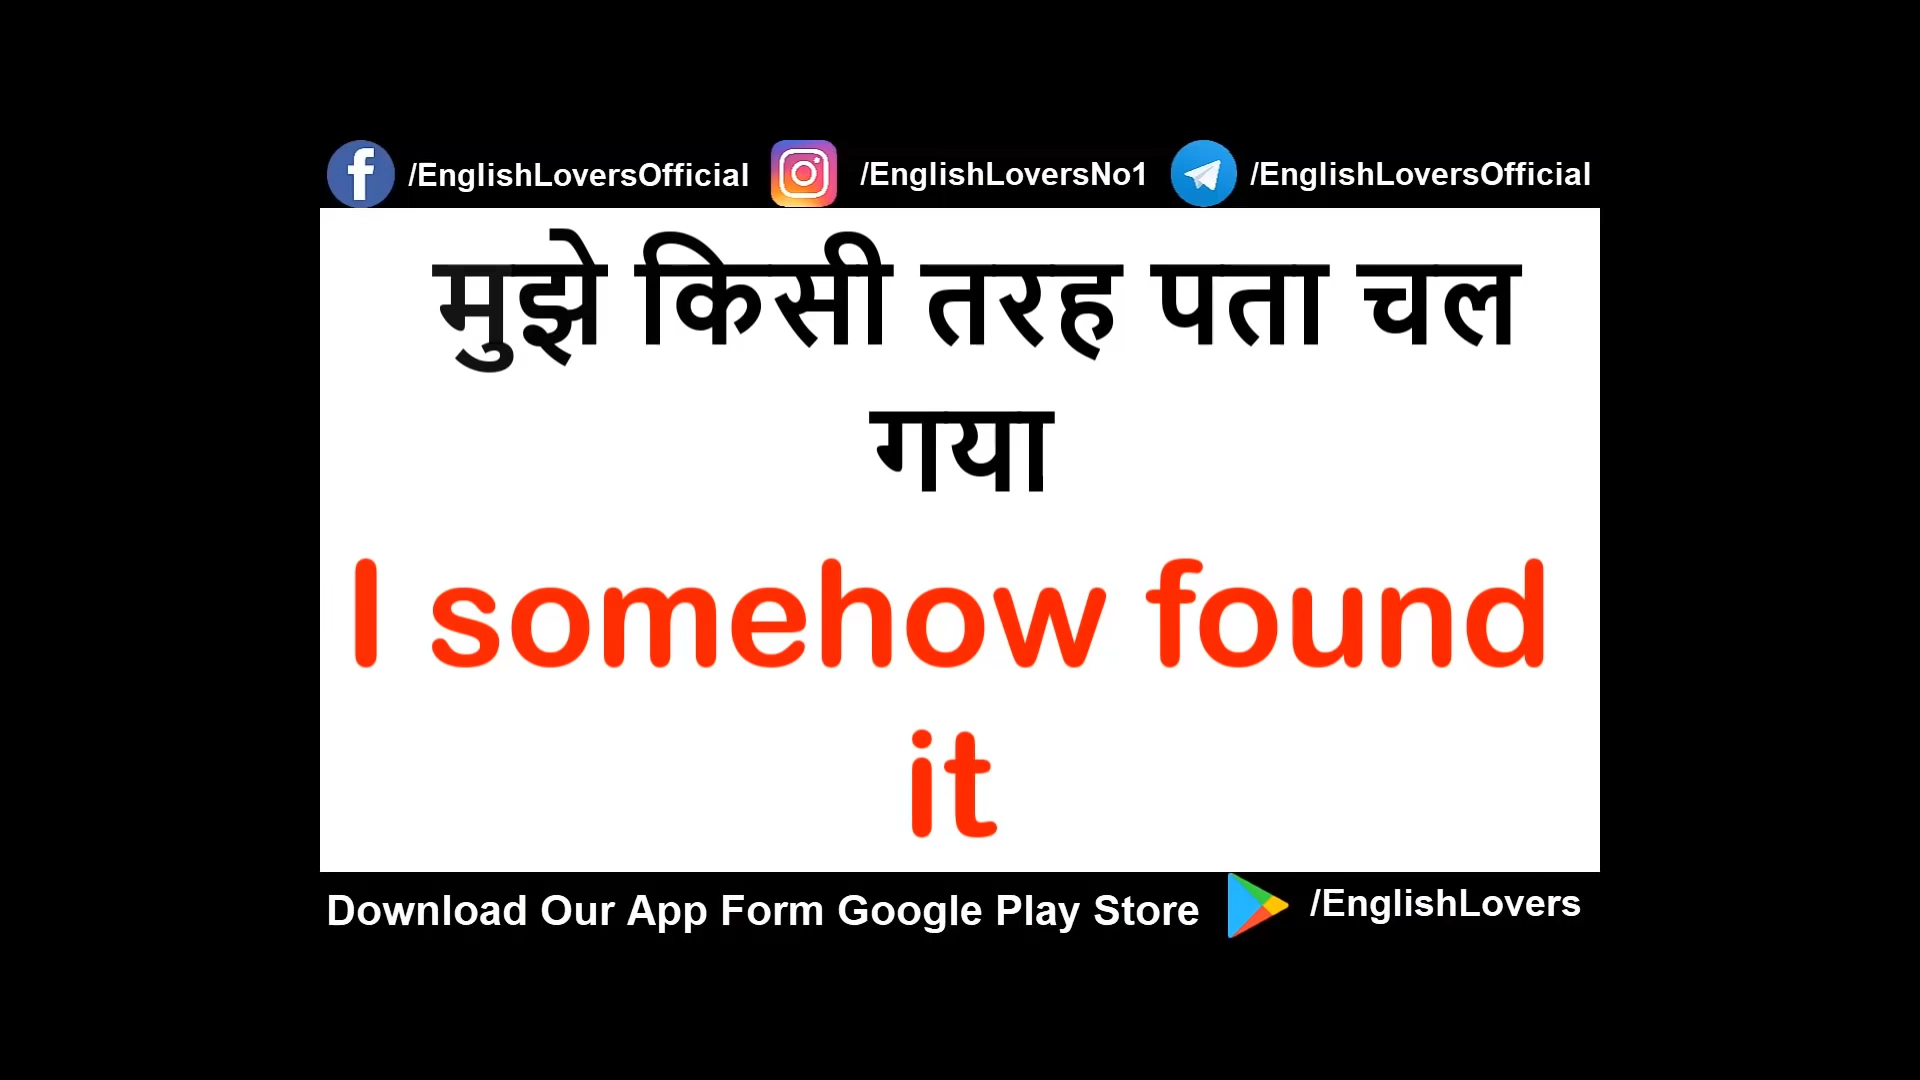 /EnglishLoversOfficial /EnglishLoversNo1 /EnglishLoversOfficial
मुझे किसी तरह पता चल
गया
I somehow found
it
Download Our App Form Google Play Store /EnglishLovers